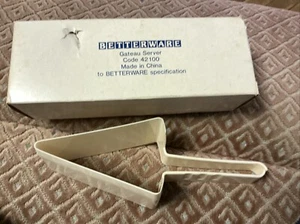 BETTERWARE
Gateau Server
Code 42100
Made in China
to BETTERWARE specification